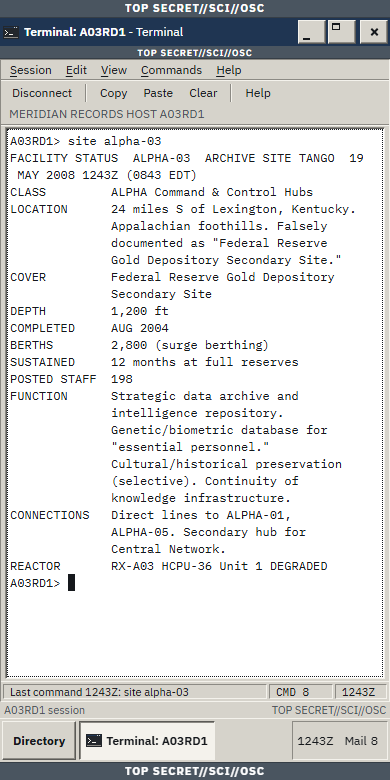 TOP SECRET//SCI//OSC
Terminal: A03RD1 - Terminal
TOP SECRET//SCI//OSC
Session Edit View Commands Help
Disconnect Copy Paste Clear Help
MERIDIAN RECORDS HOST A03RD1
A03RD1> site alpha-03
FACILITY STATUS ALPHA-03 ARCHIVE SITE TANGO 19
MAY 2008 1243Z (0843 EDT)
CLASS ALPHA Command & Control Hubs
LOCATION 24 miles S of Lexington, Kentucky.
Appalachian foothills. Falsely
documented as "Federal Reserve
Gold Depository Secondary Site."
COVER Federal Reserve Gold Depository
Secondary Site
DEPTH 1,200 ft
COMPLETED AUG 2004
BERTHS 2,800 (surge berthing)
SUSTAINED 12 months at full reserves
POSTED STAFF 198
FUNCTION Strategic data archive and
intelligence repository.
Genetic/biometric database for
"essential personnel."
Cultural/historical preservation
(selective). Continuity of
knowledge infrastructure.
CONNECTIONS Direct lines to ALPHA-01,
ALPHA-05. Secondary hub for
Central Network.
REACTOR RX-A03 HCPU-36 Unit 1 DEGRADED
A03RD1>
Last command 1243Z: site alpha-03 CMD 8 1243Z
A03RD1 session TOP SECRET//SCI//OSC
Directory Terminal: A03RD1 1243Z Mail 8
TOP SECRET//SCI//OSC